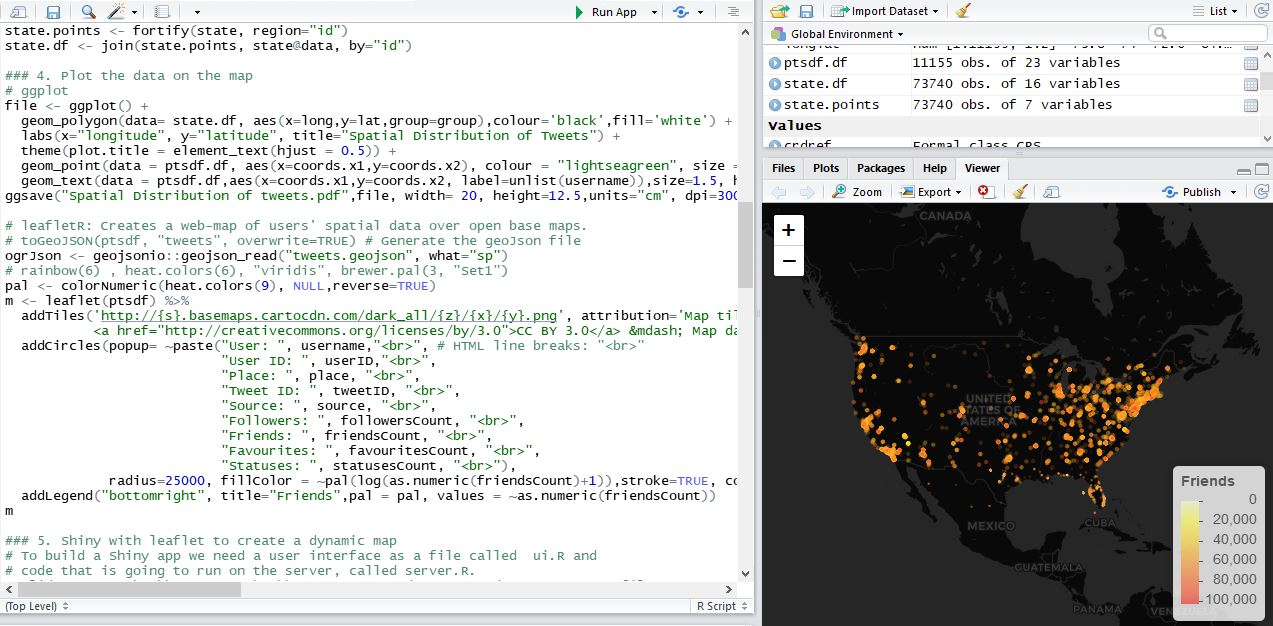 Run App
state.points <- fortify(state, region="id")
state.df <- join(state.points, state@data, by="id")
### 4. Plot the data on the map
# ggplot
file <- ggplot() +
geom_polygon(data= state.df, aes(x=long,y=lat,group=group),colour='black',fill='white') +
labs(x="longitude", y="latitude", title="Spatial Distribution of Tweets") +
theme(plot.title = element_text(hjust = 0.5)) +
geom_point(data = ptsdf.df, aes(x=coords.x1,y=coords.x2), colour = "lightseagreen", size =
geom_text(data = ptsdf.df,aes(x=coords.x1,y=coords.x2, label=unlist(username)),size=1.5, h
ggsave("Spatial Distribution of tweets.pdf",file, width= 20, height=12.5,units="cm", dpi=300
# leafletR: Creates a web-map of users' spatial data over open base maps.
# toGeoJSON(ptsdf, "tweets", overwrite=TRUE) # Generate the geoJson file
ogrJson <- geojsonio::geojson_read("tweets.geojson", what="sp")
# rainbow(6) , heat.colors(6), "viridis", brewer.pal(3, "Set1")
pal <- colorNumeric(heat.colors(9), NULL,reverse=TRUE)
m <- leaflet(ptsdf) %>%
addTiles('http://{s}.basemaps.cartocdn.com/dark_all/{z}/{x}/{y}.png', attribution='Map til
<a href="http://creativecommons.org/licenses/by/3.0">CC BY 3.0</a> &mdash; Map da
addCircles(popup= ~paste("User: ", username,"<br>", # HTML line breaks: "<br>"
"User ID: ", userID,"<br>",
"Place: ", place, "<br>",
"Tweet ID: ", tweetID, "<br>",
"Source: ", source, "<br>",
"Followers: ", followersCount, "<br>",
"Friends: ", friendsCount, "<br>",
"Favourites: ", favouritesCount, "<br>",
"Statuses: ", statusesCount, "<br>"),
radius=25000, fillColor = ~pal(log(as.numeric(friendsCount)+1)),stroke=TRUE, co
addLegend("bottomright", title="Friends",pal = pal, values = ~as.numeric(friendsCount))
m
### 5. Shiny with leaflet to create a dynamic map
# To build a Shiny app we need a user interface as a file called  ui.R and
# code that is going to run on the server, called server.R.
(Top Level)
R Script
Import Dataset
List
Global Environment
ptsdf.df 11155 obs. of 23 variables
state.df 73740 obs. of 16 variables
state.points 73740 obs. of 7 variables
Values
crdref Formal class CRS
Files Plots Packages Help Viewer
Zoom Export Publish
+
−
CANADA
UNITED
STATES OF
AMERICA
MEXICO
CUBA
GUATEMALA
PANAMA
VENEZUELA
Friends
0
20,000
40,000
60,000
80,000
100,000